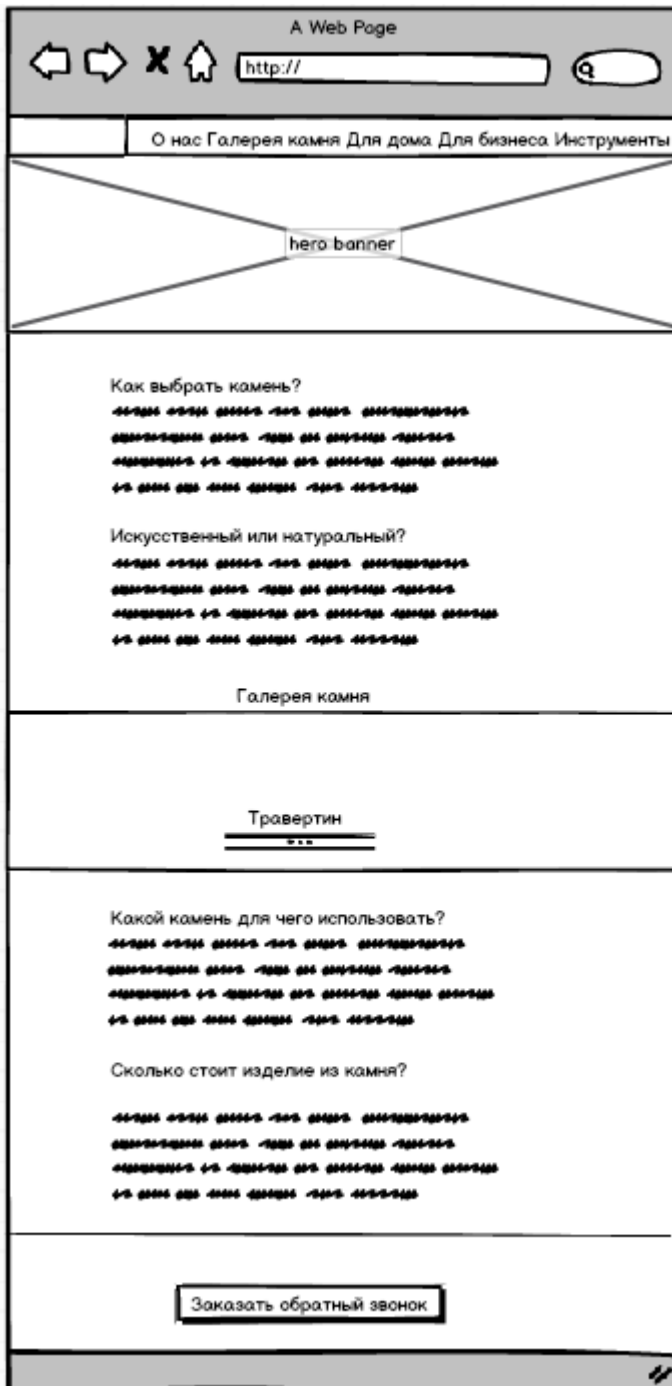 A Web Page
http://
О нас Галерея камня Для дома Для бизнеса Инструменты
hero banner
Как выбрать камень?
Искусственный или натуральный?
Галерея камня
Травертин
Какой камень для чего использовать?
Сколько стоит изделие из камня?
Заказать обратный звонок